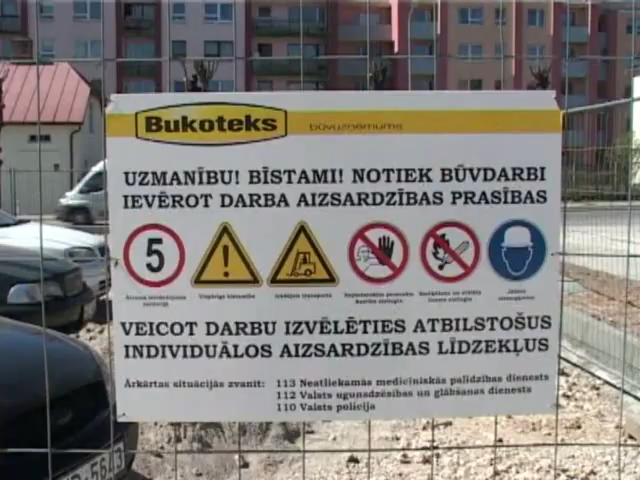 Bukoteks būvuzņēmums
UZMANĪBU! BĪSTAMI! NOTIEK BŪVDARBI
IEVĒROT DARBA AIZSARDZĪBAS PRASĪBAS
5
VEICOT DARBU IZVĒLĒTIES ATBILSTOŠUS
INDIVIDUĀLOS AIZSARDZĪBAS LĪDZEKĻUS
Ārkārtas situācijās zvanīt: 113 Neatliekamās medicīniskās palīdzības dienests
112 Valsts ugunsdzēsības un glābšanas dienests
110 Valsts policija